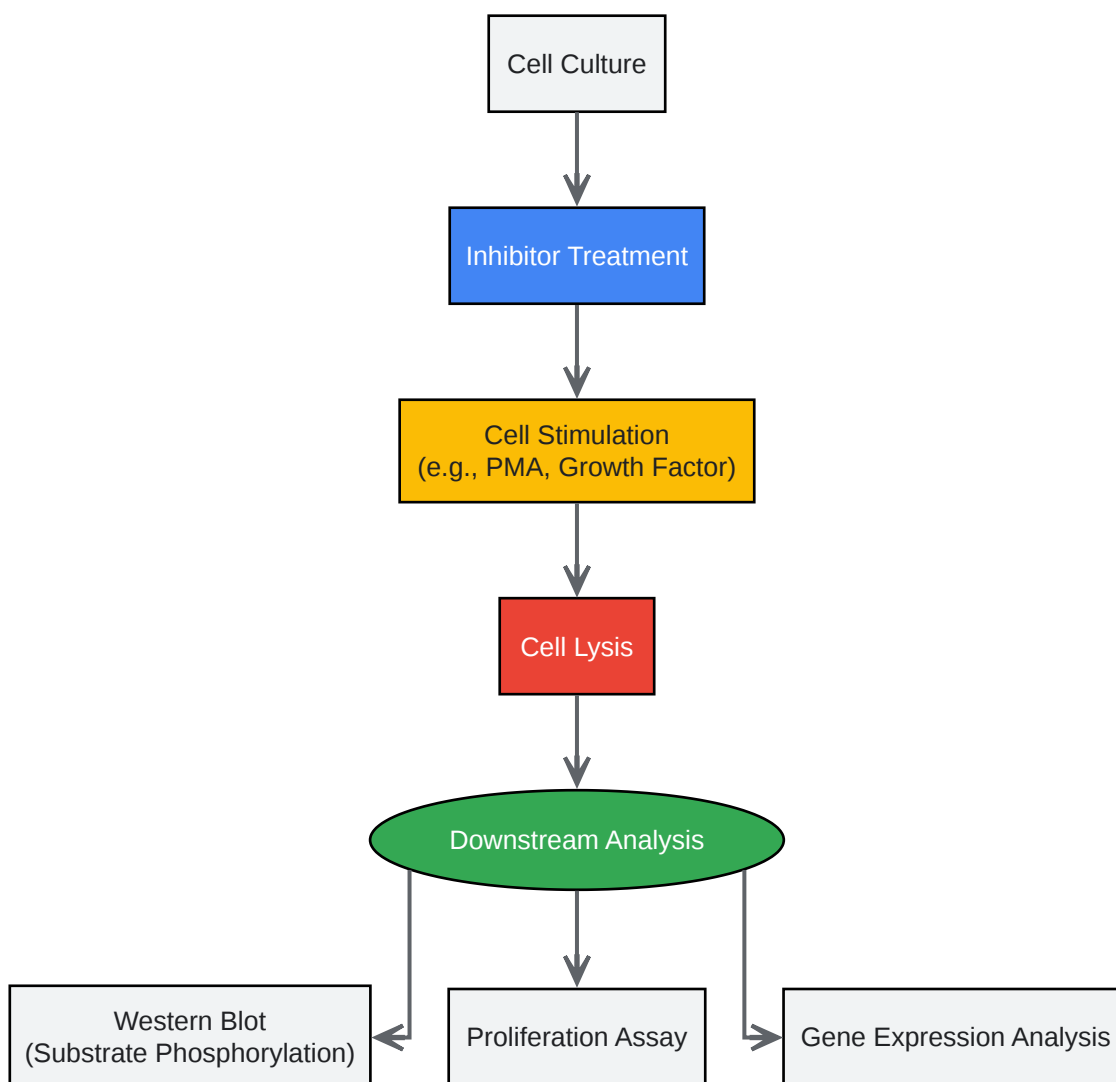 Cell Culture
Inhibitor Treatment
Cell Stimulation
(e.g., PMA, Growth Factor)
Cell Lysis
Downstream Analysis
Western Blot
(Substrate Phosphorylation)
Proliferation Assay
Gene Expression Analysis